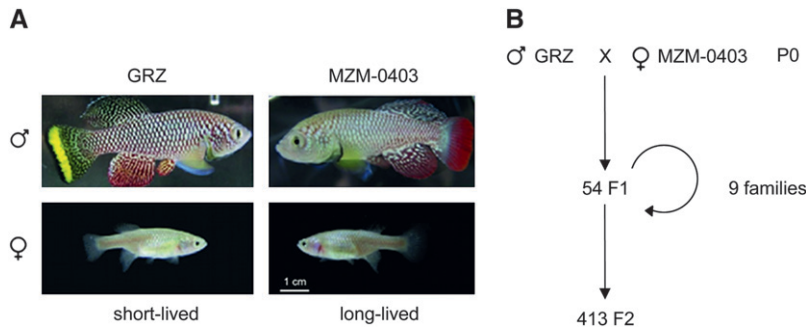 A
GRZ
MZM-0403
♂
♀
1 cm
short-lived
long-lived
B
♂ GRZ X ♀ MZM-0403 P0
54 F1
9 families
413 F2